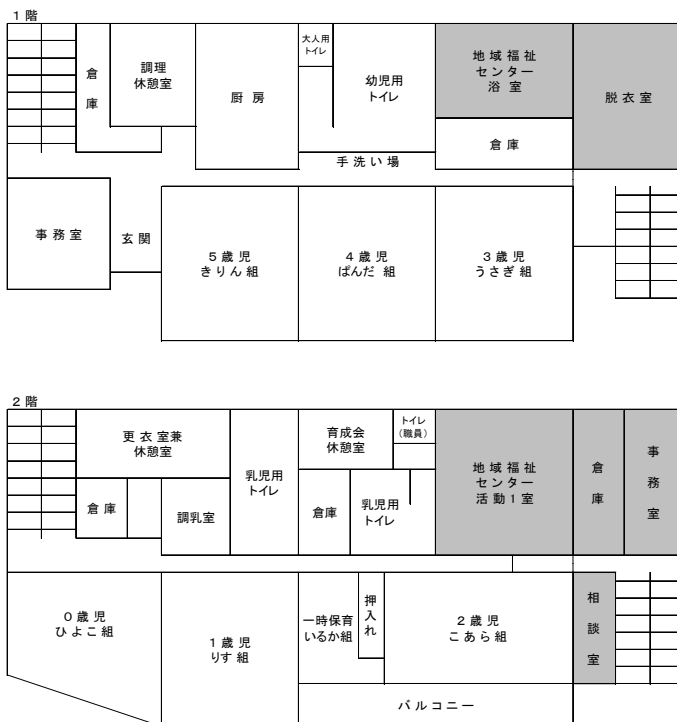 1階
倉庫
調理
休憩室
厨房
大人用
トイレ
幼児用
トイレ
地域福祉
センター
浴室
脱衣室
倉庫
手洗い場
事務室
玄関
5歳児
きりん組
4歳児
ぱんだ組
3歳児
うさぎ組
2階
更衣室兼
休憩室
乳児用
トイレ
育成会
休憩室
トイレ
(職員)
地域福祉
センター
活動1室
倉庫
事務室
倉庫
調乳室
倉庫
乳児用
トイレ
0歳児
ひよこ組
1歳児
りす組
一時保育
いるか組
押入れ
2歳児
こあら組
相談室
バルコニー